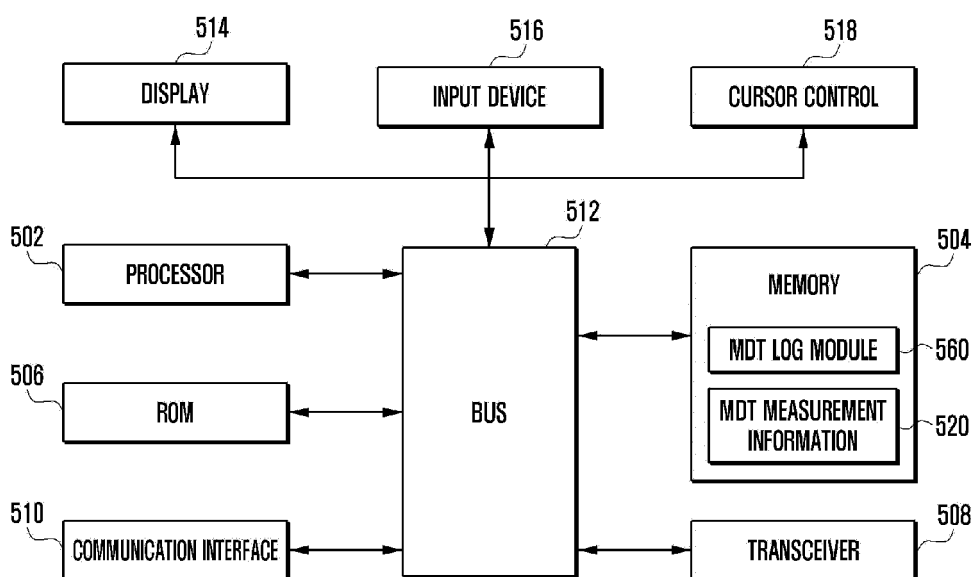 514
516
518
DISPLAY
INPUT DEVICE
CURSOR CONTROL
512
502
504
PROCESSOR
MEMORY
MDT LOG MODULE
560
506
ROM
BUS
MDT MEASUREMENT
INFORMATION
520
510
508
COMMUNICATION INTERFACE
TRANSCEIVER